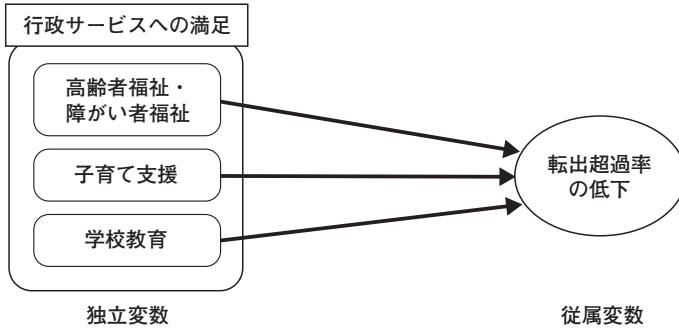 行政サービスへの満足
高齢者福祉・
障がい者福祉
子育て支援
学校教育
転出超過率
の低下
独立変数
従属変数